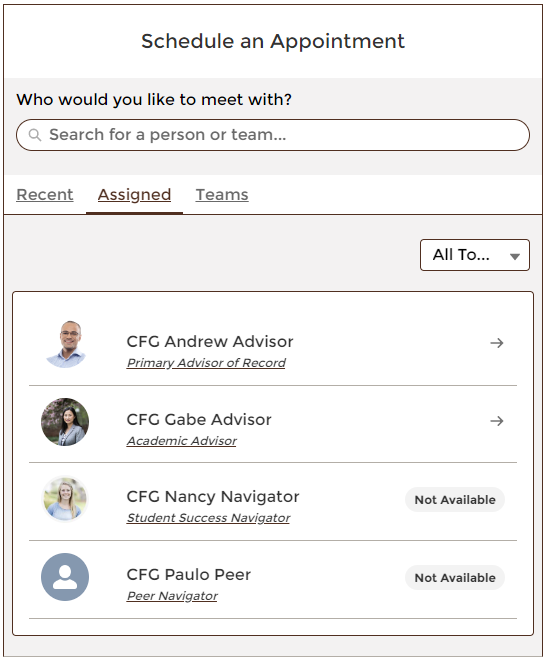 Schedule an Appointment
Who would you like to meet with?
Search for a person or team...
Recent Assigned Teams
All To...
CFG Andrew Advisor
Primary Advisor of Record
CFG Gabe Advisor
Academic Advisor
CFG Nancy Navigator
Not Available
Student Success Navigator
CFG Paulo Peer
Not Available
Peer Navigator